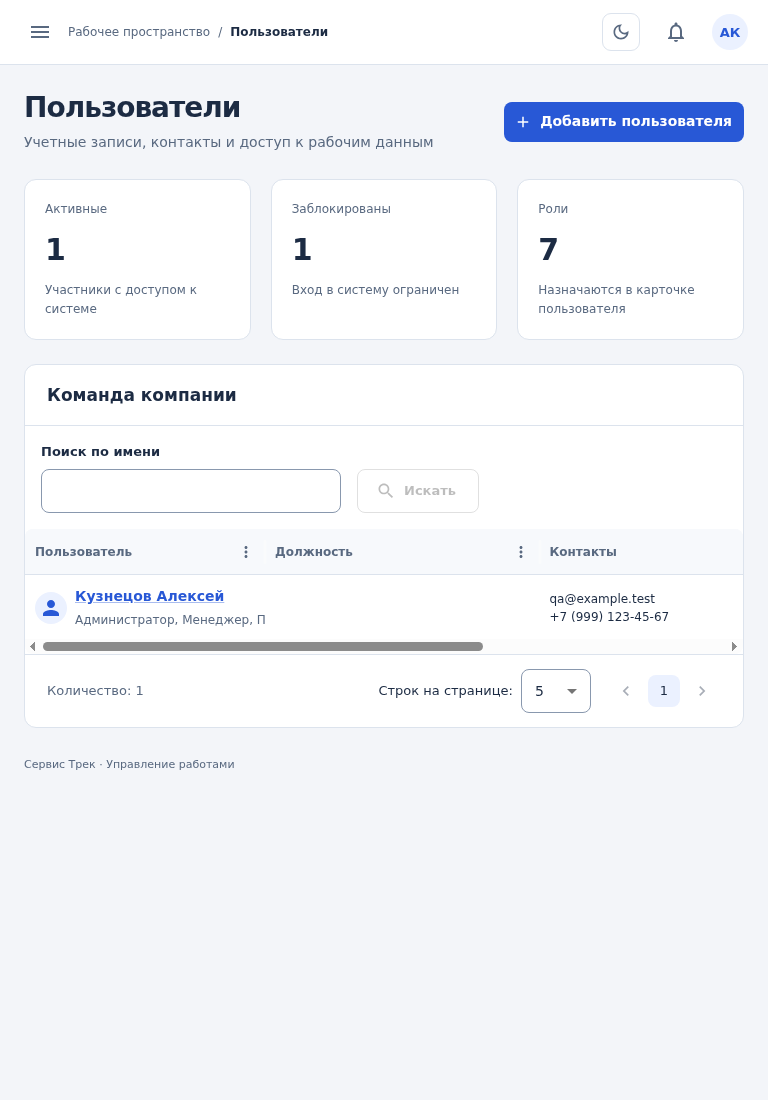 Рабочее пространство / Пользователи
АК
Пользователи
Учетные записи, контакты и доступ к рабочим данным
Добавить пользователя
Активные
1
Участники с доступом к
системе
Заблокированы
1
Вход в систему ограничен
Роли
7
Назначаются в карточке
пользователя
Команда компании
Поиск по имени
Искать
Пользователь
Должность
Контакты
Кузнецов Алексей
Администратор, Менеджер, П
qa@example.test
+7 (999) 123-45-67
Количество: 1
Строк на странице:
5
1
Сервис Трек · Управление работами